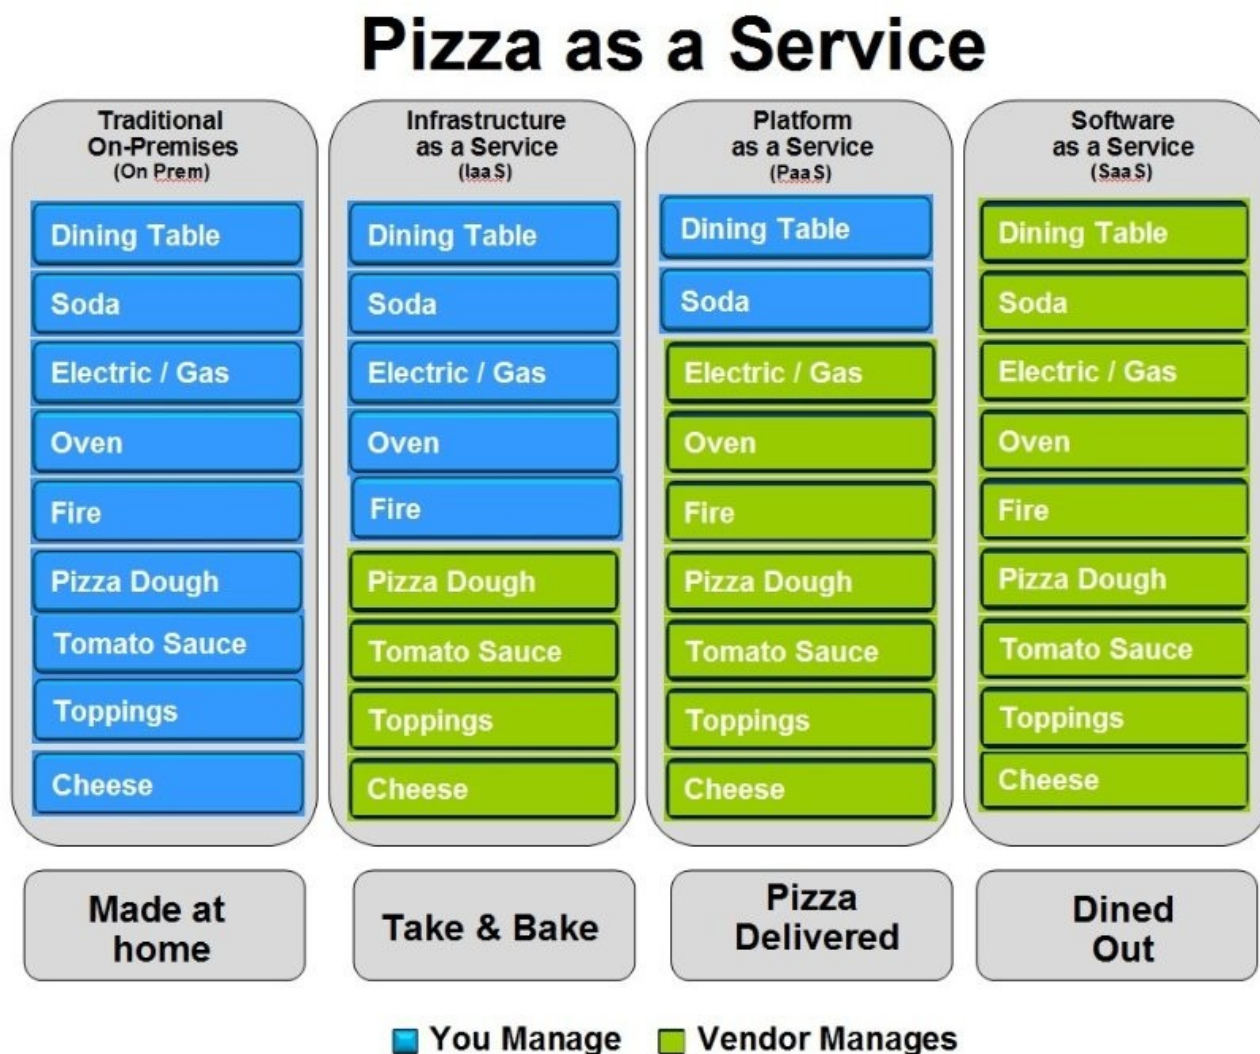 Pizza as a Service
Traditional
On-Premises
(On Prem)
Dining Table
Soda
Electric / Gas
Oven
Fire
Pizza Dough
Tomato Sauce
Toppings
Cheese
Made at
home
Infrastructure
as a Service
(IaaS)
Dining Table
Soda
Electric / Gas
Oven
Fire
Pizza Dough
Tomato Sauce
Toppings
Cheese
Take & Bake
Platform
as a Service
(PaaS)
Dining Table
Soda
Electric / Gas
Oven
Fire
Pizza Dough
Tomato Sauce
Toppings
Cheese
Pizza
Delivered
Software
as a Service
(SaaS)
Dining Table
Soda
Electric / Gas
Oven
Fire
Pizza Dough
Tomato Sauce
Toppings
Cheese
Dined
Out
You Manage
Vendor Manages